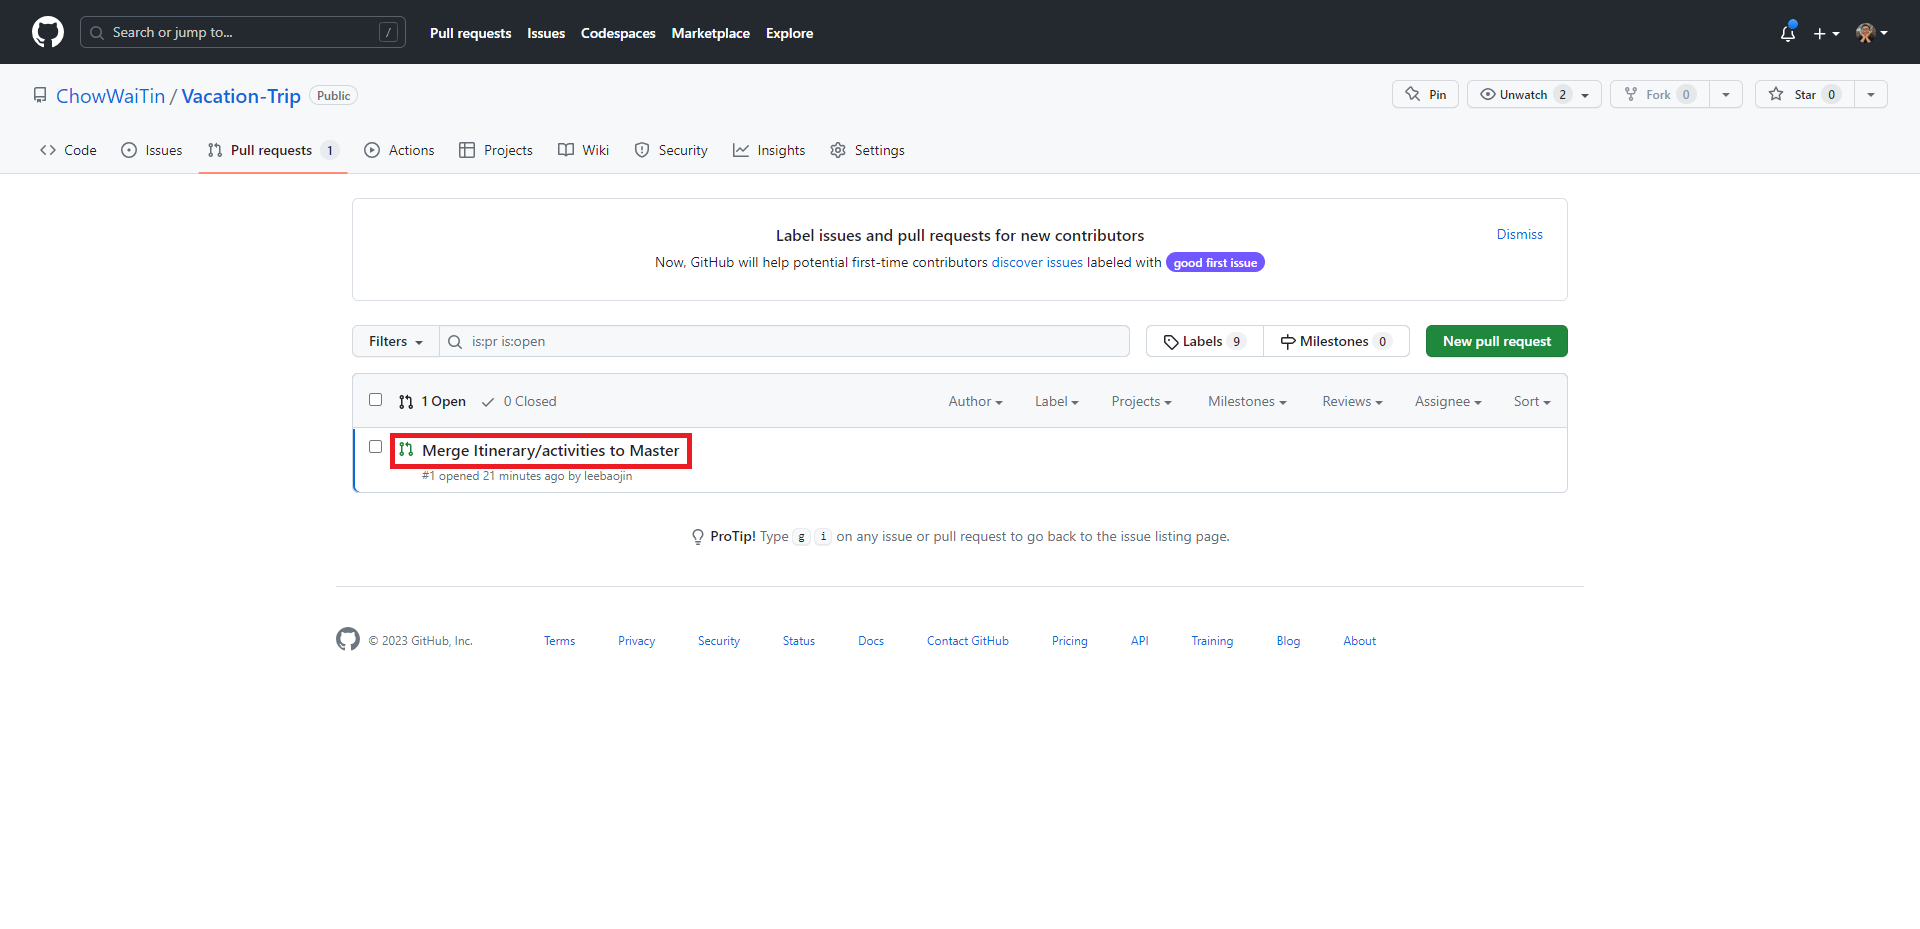 Search or jump to... /
Pull requests Issues Codespaces Marketplace Explore
ChowWaiTin / Vacation-Trip Public
Pin Unwatch 2 Fork 0 Star 0
Code Issues Pull requests 1 Actions Projects Wiki Security Insights Settings
Label issues and pull requests for new contributors
Dismiss
Now, GitHub will help potential first-time contributors discover issues labeled with good first issue
Filters is:pr is:open Labels 9 Milestones 0 New pull request
1 Open 0 Closed Author Label Projects Milestones Reviews Assignee Sort
Merge Itinerary/activities to Master
#1 opened 21 minutes ago by leebaojin
ProTip! Type g i on any issue or pull request to go back to the issue listing page.
© 2023 GitHub, Inc. Terms Privacy Security Status Docs Contact GitHub Pricing API Training Blog About